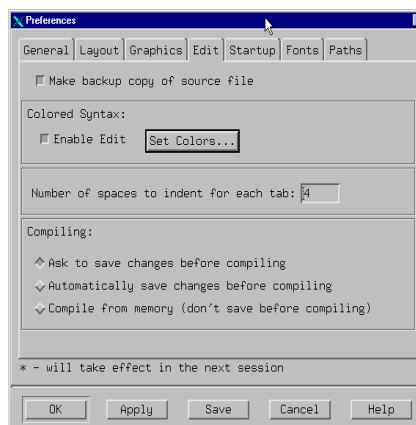 Preferences
General Layout Graphics Edit Startup Fonts Paths
Make backup copy of source file
Colored Syntax:
Enable Edit Set Colors...
Number of spaces to indent for each tab: 4
Compiling:
Ask to save changes before compiling
Automatically save changes before compiling
Compile from memory (don't save before compiling)
* - will take effect in the next session
OK Apply Save Cancel Help